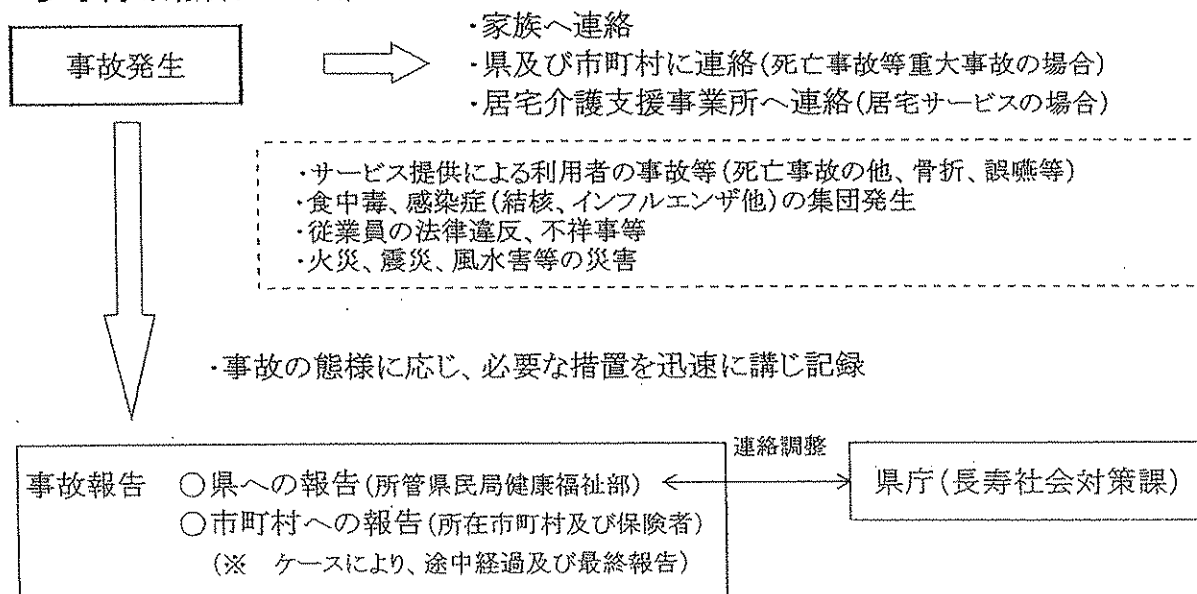 事故発生
・家族へ連絡
・県及び市町村に連絡(死亡事故等重大事故の場合)
・居宅介護支援事業所へ連絡(居宅サービスの場合)
・サービス提供による利用者の事故等(死亡事故の他、骨折、誤嚥等)
・食中毒、感染症(結核、インフルエンザ他)の集団発生
・従業員の法律違反、不祥事等
・火災、震災、風水害等の災害
・事故の態様に応じ、必要な措置を迅速に講じ記録
事故報告 ○県への報告(所管県民局健康福祉部)
○市町村への報告(所在市町村及び保険者)
(※ ケースにより、途中経過及び最終報告)
連絡調整
県庁(長寿社会対策課)